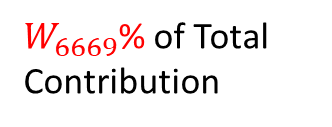 W₆₆₆₉% of Total
Contribution